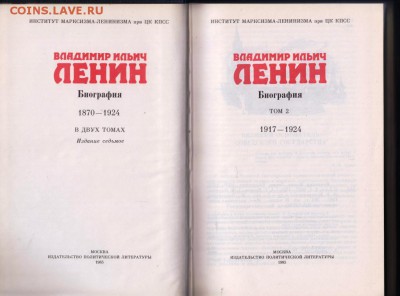 COINS.LAVE.RU
ИНСТИТУТ МАРКСИЗМА-ЛЕНИНИЗМА при ЦК КПСС
ВЛАДИМИР ИЛЬИЧ
ЛЕНИН
Биография
1870—1924
В ДВУХ ТОМАХ
Издание седьмое
МОСКВА
ИЗДАТЕЛЬСТВО ПОЛИТИЧЕСКОЙ ЛИТЕРАТУРЫ
ИНСТИТУТ МАРКСИЗМА-ЛЕНИНИЗМА при ЦК КПСС
ВЛАДИМИР ИЛЬИЧ
ЛЕНИН
Биография
ТОМ 2
1917—1924
МОСКВА
ИЗДАТЕЛЬСТВО ПОЛИТИЧЕСКОЙ ЛИТЕРАТУРЫ